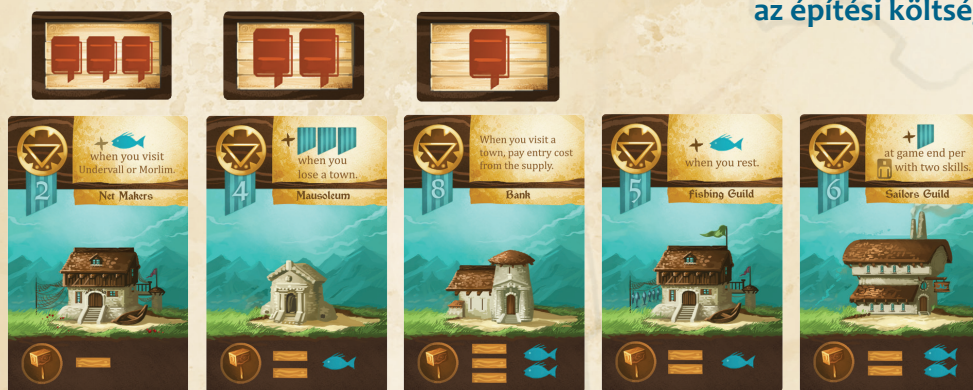 az építési költsé
when you visit
Undervall or Morlim.
2
Net Makers
when you
lose a town.
4
Mausoleum
When you visit a
town, pay entry cost
from the supply.
8
Bank
when you rest.
5
Fishing Guild
at game end per
with two skills.
6
Sailors Guild